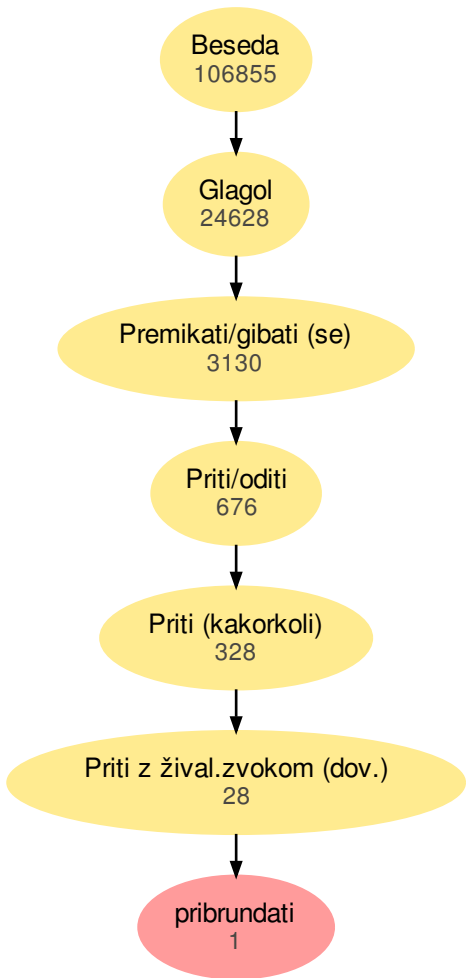 Beseda
106855
Glagol
24628
Premikati/gibati (se)
3130
Priti/oditi
676
Priti (kakorkoli)
328
Priti z žival.zvokom (dov.)
28
pribrundati
1